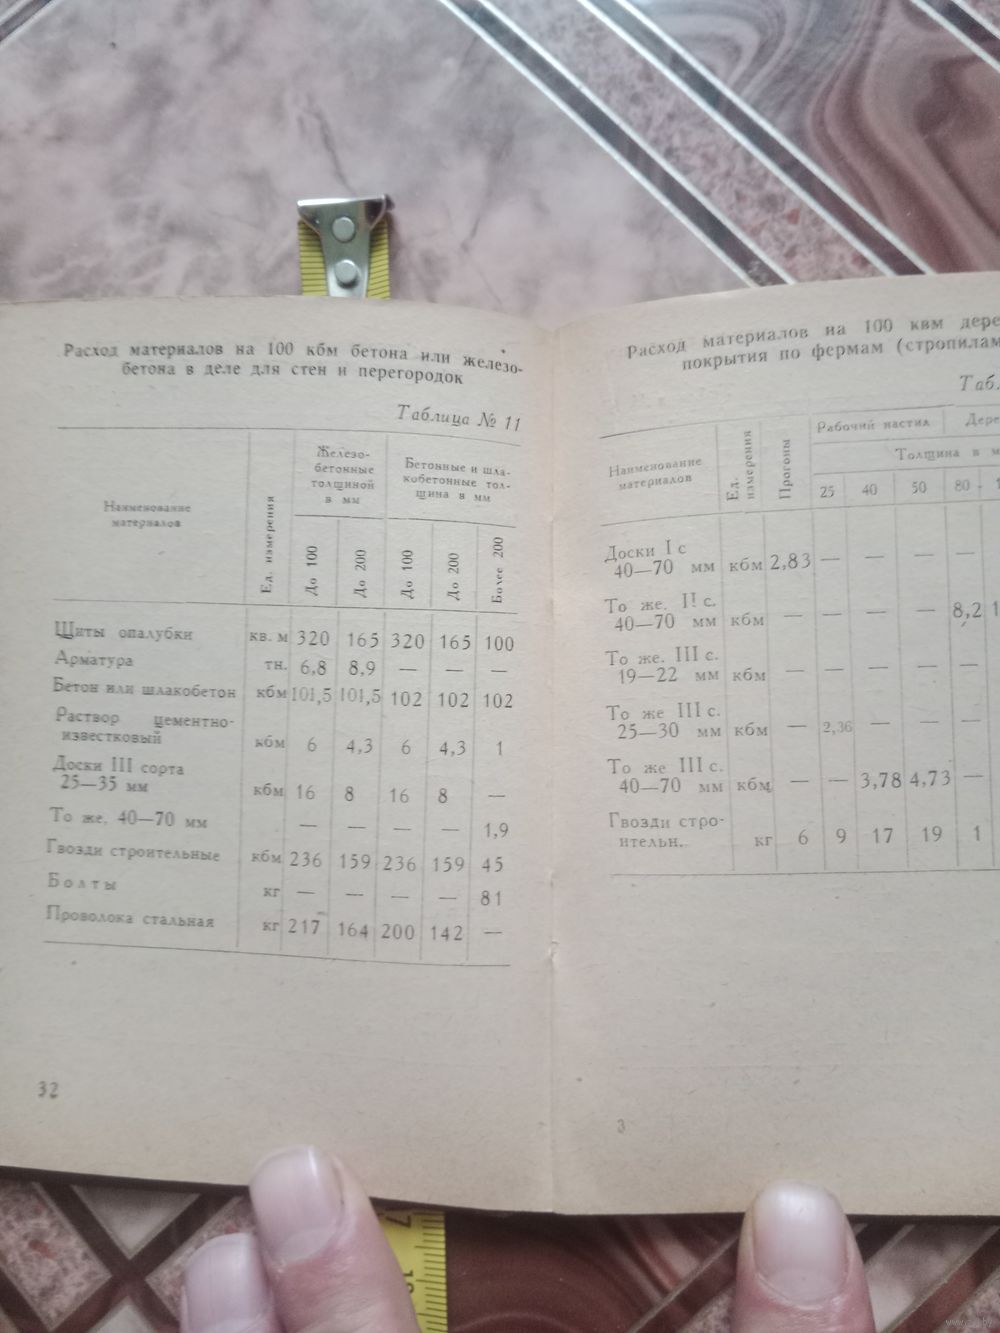 Расход материалов на 100 кбм бетона или железо-
бетона в деле для стен и перегородок
Таблица № 11
Наименование
материалов
Ед. измерения
Железо-
бетонные
толщиной
в мм
Бетонные и шла-
кобетонные тол-
щина в мм
До 100
До 200
До 100
До 200
Более 200
Щиты опалубки кв. м 320 165 320 165 100
Арматура тн. 6,8 8,9 — — —
Бетон или шлакобетон кбм 101,5 101,5 102 102 102
Раствор цементно-
известковый кбм 6 4,3 6 4,3 1
Доски III сорта
25—35 мм кбм 16 8 16 8 —
То же, 40—70 мм — — — — 1,9
Гвозди строительные кбм 236 159 236 159 45
Болты кг — — — — 81
Проволока стальная кг 217 164 200 142 —
32
Расход материалов на 100 квм дере
покрытия по фермам (стропилам
Таб
Наименование
материалов
Ед.
измерения
Прогоны
Рабочий настил Дере
Толщина в м
25 40 50 80 1
Доски I с
40—70 мм кбм 2,83 — — — —
То же. II с.
40—70 мм кбм — — — — 8,2 1
То же. III с.
19—22 мм кбм — — — — —
То же III с.
25—30 мм кбм — 2,36 — — —
То же III с.
40—70 мм кбм — — 3,78 4,73 —
Гвозди стро-
ительн. кг 6 9 17 19 1
3